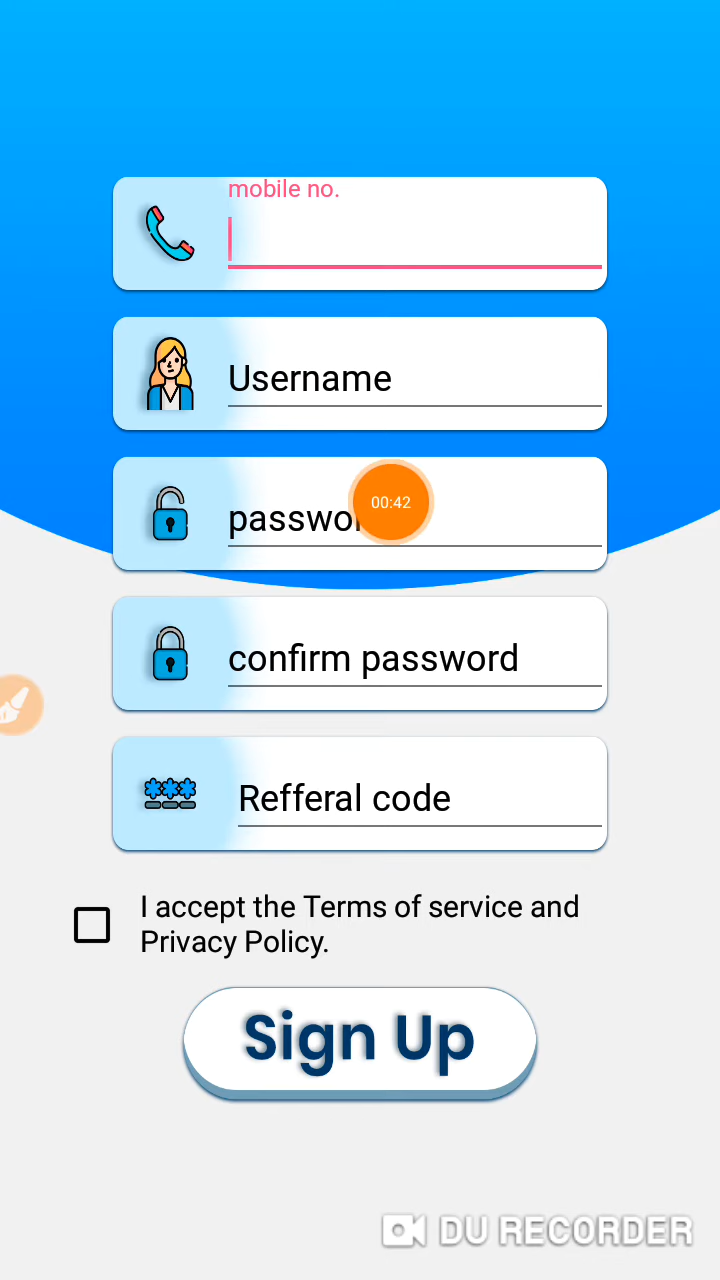 mobile no.
Username
passwo
00:42
confirm password
Refferal code
I accept the Terms of service and
Privacy Policy.
Sign Up
DU RECORDER